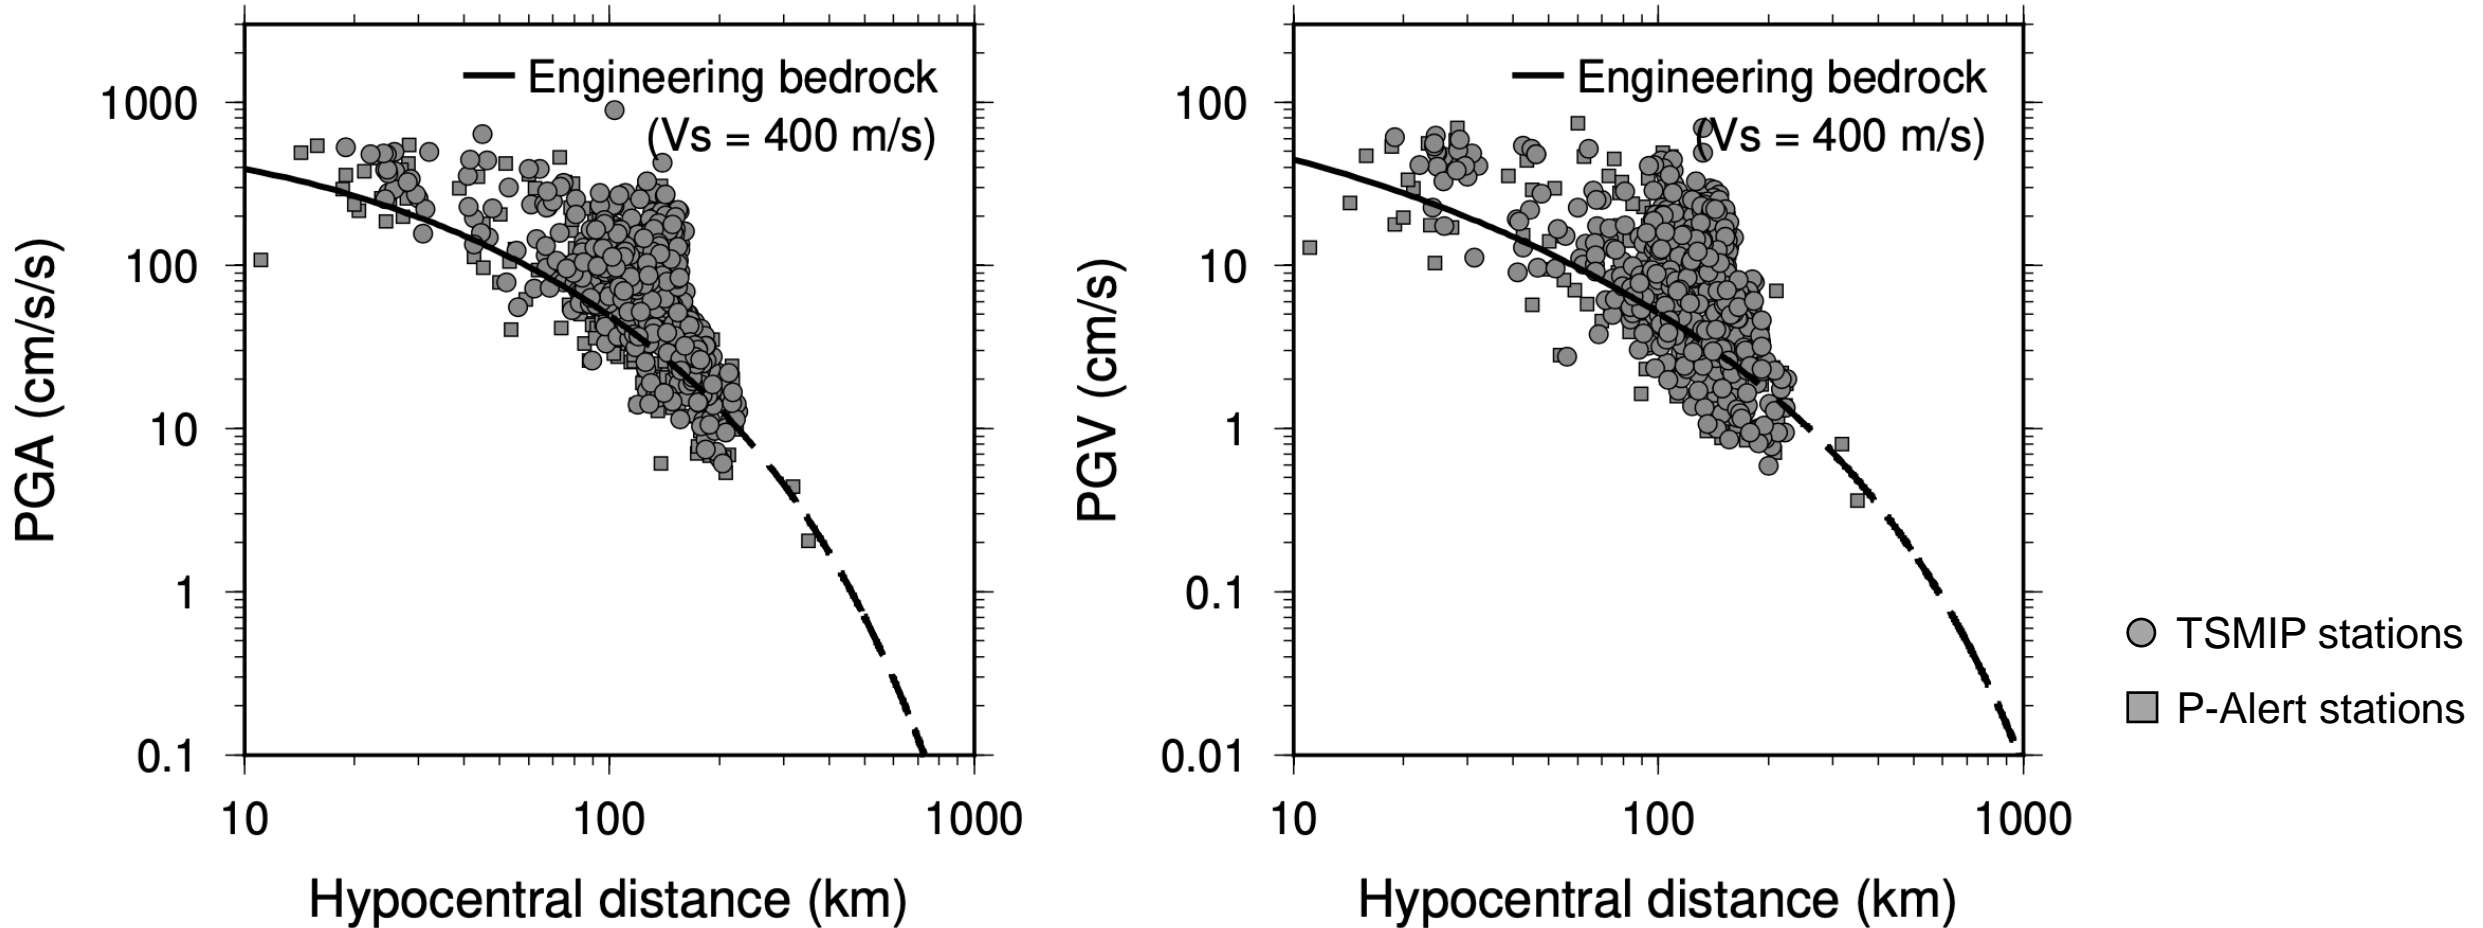 Engineering bedrock
(Vs = 400 m/s)
PGA (cm/s/s)
1000
100
10
1
0.1
10 100 1000
Hypocentral distance (km)
Engineering bedrock
(Vs = 400 m/s)
PGV (cm/s)
100
10
1
0.1
0.01
10 100 1000
Hypocentral distance (km)
TSMIP stations
P-Alert stations